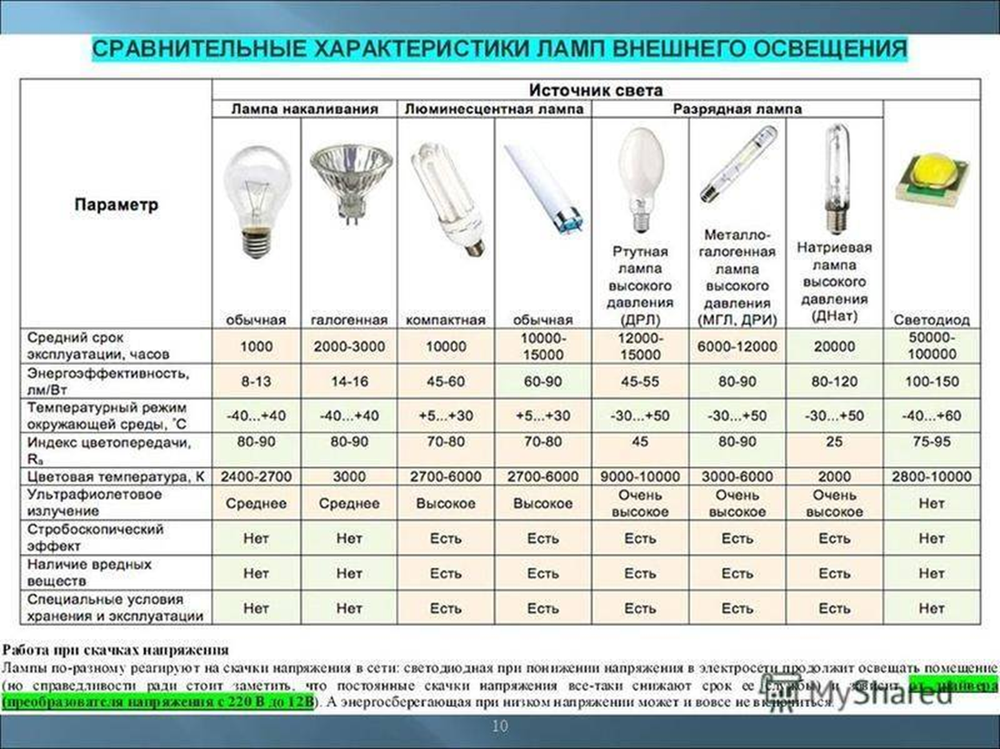 СРАВНИТЕЛЬНЫЕ ХАРАКТЕРИСТИКИ ЛАМП ВНЕШНЕГО ОСВЕЩЕНИЯ
Параметр
Источник света
Лампа накаливания Люминесцентная лампа Разрядная лампа
обычная
галогенная
компактная
обычная
Ртутная
лампа
высокого
давления
(ДРЛ)
Металло-
галогенная
лампа
высокого
давления
(МГЛ, ДРИ)
Натриевая
лампа
высокого
давления
(ДНат)
Светодиод
Средний срок
эксплуатации, часов
1000
2000-3000
10000
10000-
15000
12000-
15000
6000-12000
20000
50000-
100000
Энергоэффективность,
лм/Вт
8-13 14-16 45-60 60-90 45-55 80-90 80-120 100-150
Температурный режим
окружающей среды, °С
-40...+40 -40...+40 +5...+30 +5...+30 -30...+50 -30...+50 -30...+50 -40...+60
Индекс цветопередачи,
Rа
80-90 80-90 70-80 70-80 45 80-90 25 75-95
Цветовая температура, К 2400-2700 3000 2700-6000 2700-6000 9000-10000 3000-6000 2000 2800-10000
Ультрафиолетовое
излучение
Среднее
Среднее
Высокое
Высокое
Очень
высокое
Очень
высокое
Очень
высокое
Нет
Стробоскопический
эффект
Нет Нет Есть Есть Есть Есть Есть Нет
Наличие вредных
веществ
Нет Нет Есть Есть Есть Есть Есть Нет
Специальные условия
хранения и эксплуатации
Нет Нет Есть Есть Есть Есть Есть Нет
Работа при скачках напряжения
Лампы по-разному реагируют на скачки напряжения в сети: светодиодная при понижении напряжения в электросети продолжит освещать помещение
(но справедливости ради стоит заметить, что постоянные скачки напряжения все-таки снижают срок ее службы и зависит от драйвера
(преобразователя напряжения с 220 В до 12В). А энергосберегающая при низком напряжении может и вовсе не включиться.
MyShared
10